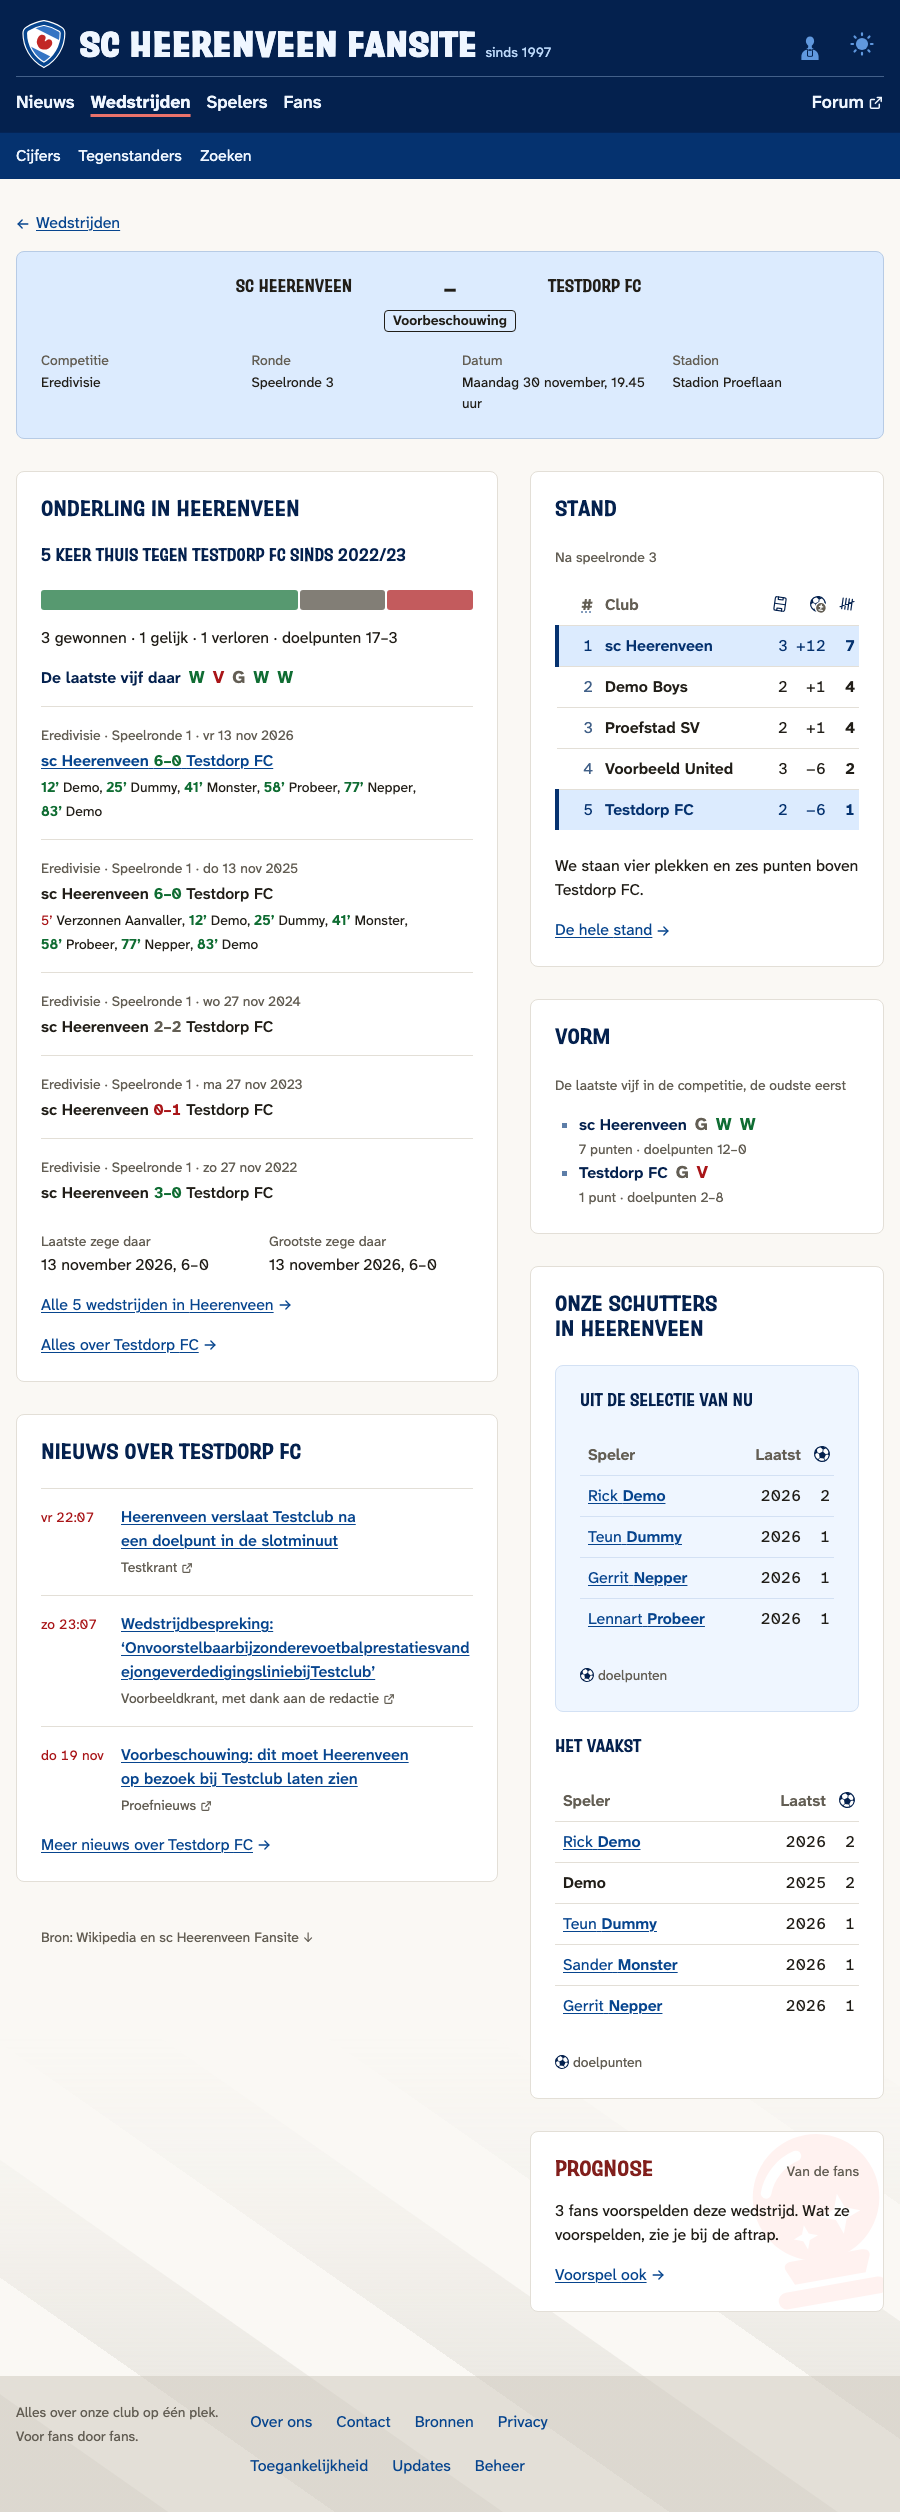 SC HEERENVEEN FANSITE sinds 1997
Nieuws Wedstrijden Spelers Fans Forum
Cijfers Tegenstanders Zoeken
← Wedstrijden
SC HEERENVEEN – TESTDORP FC
Voorbeschouwing
Competitie
Eredivisie
Ronde
Speelronde 3
Datum
Maandag 30 november, 19.45
uur
Stadion
Stadion Proeflaan
ONDERLING IN HEERENVEEN
5 KEER THUIS TEGEN TESTDORP FC SINDS 2022/23
3 gewonnen · 1 gelijk · 1 verloren · doelpunten 17–3
De laatste vijf daar W V G W W
Eredivisie · Speelronde 1 · vr 13 nov 2026
sc Heerenveen 6–0 Testdorp FC
12’ Demo, 25’ Dummy, 41’ Monster, 58’ Probeer, 77’ Nepper,
83’ Demo
Eredivisie · Speelronde 1 · do 13 nov 2025
sc Heerenveen 6–0 Testdorp FC
5’ Verzonnen Aanvaller, 12’ Demo, 25’ Dummy, 41’ Monster,
58’ Probeer, 77’ Nepper, 83’ Demo
Eredivisie · Speelronde 1 · wo 27 nov 2024
sc Heerenveen 2–2 Testdorp FC
Eredivisie · Speelronde 1 · ma 27 nov 2023
sc Heerenveen 0–1 Testdorp FC
Eredivisie · Speelronde 1 · zo 27 nov 2022
sc Heerenveen 3–0 Testdorp FC
Laatste zege daar
13 november 2026, 6–0
Grootste zege daar
13 november 2026, 6–0
Alle 5 wedstrijden in Heerenveen →
Alles over Testdorp FC →
NIEUWS OVER TESTDORP FC
vr 22:07 Heerenveen verslaat Testclub na
een doelpunt in de slotminuut
Testkrant
zo 23:07 Wedstrijdbespreking:
‘Onvoorstelbaarbijzonderevoetbalprestatiesvand
ejongeverdedigingsliniebijTestclub’
Voorbeeldkrant, met dank aan de redactie
do 19 nov Voorbeschouwing: dit moet Heerenveen
op bezoek bij Testclub laten zien
Proefnieuws
Meer nieuws over Testdorp FC →
Bron: Wikipedia en sc Heerenveen Fansite ↓
STAND
Na speelronde 3
# Club
1 sc Heerenveen 3 +12 7
2 Demo Boys 2 +1 4
3 Proefstad SV 2 +1 4
4 Voorbeeld United 3 −6 2
5 Testdorp FC 2 −6 1
We staan vier plekken en zes punten boven
Testdorp FC.
De hele stand →
VORM
De laatste vijf in de competitie, de oudste eerst
sc Heerenveen G W W
7 punten · doelpunten 12–0
Testdorp FC G V
1 punt · doelpunten 2–8
ONZE SCHUTTERS
IN HEERENVEEN
UIT DE SELECTIE VAN NU
Speler Laatst
Rick Demo 2026 2
Teun Dummy 2026 1
Gerrit Nepper 2026 1
Lennart Probeer 2026 1
doelpunten
HET VAAKST
Speler Laatst
Rick Demo 2026 2
Demo 2025 2
Teun Dummy 2026 1
Sander Monster 2026 1
Gerrit Nepper 2026 1
doelpunten
PROGNOSE Van de fans
3 fans voorspelden deze wedstrijd. Wat ze
voorspelden, zie je bij de aftrap.
Voorspel ook →
Alles over onze club op één plek.
Voor fans door fans.
Over ons Contact Bronnen Privacy
Toegankelijkheid Updates Beheer